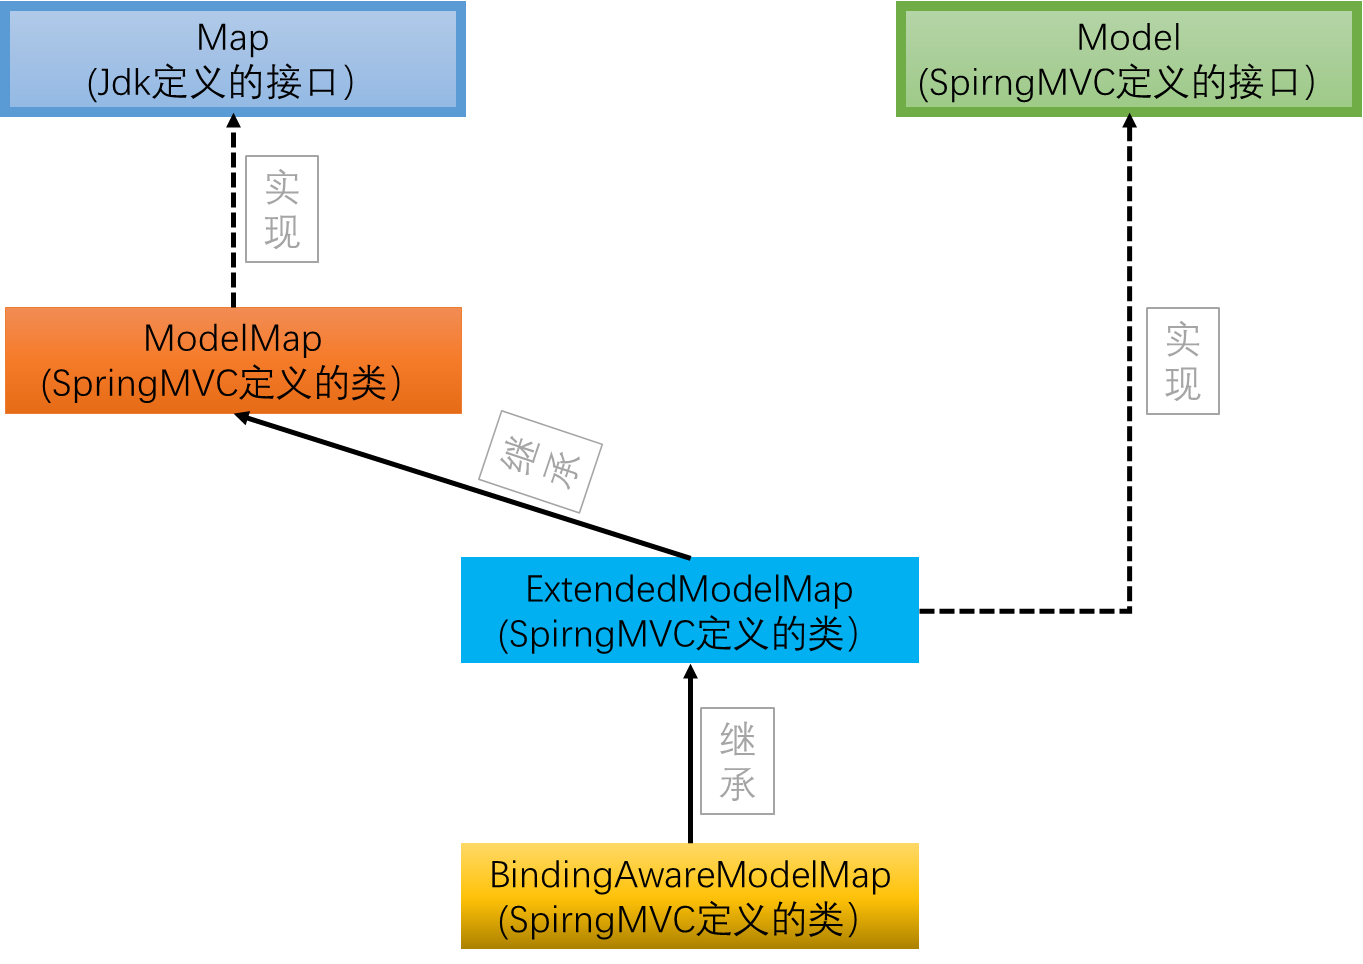 Map
(Jdk定义的接口）
Model
(SpirngMVC定义的接口）
实
现
ModelMap
(SpringMVC定义的类）
实
现
继
承
ExtendedModelMap
(SpirngMVC定义的类）
继
承
BindingAwareModelMap
(SpirngMVC定义的类）